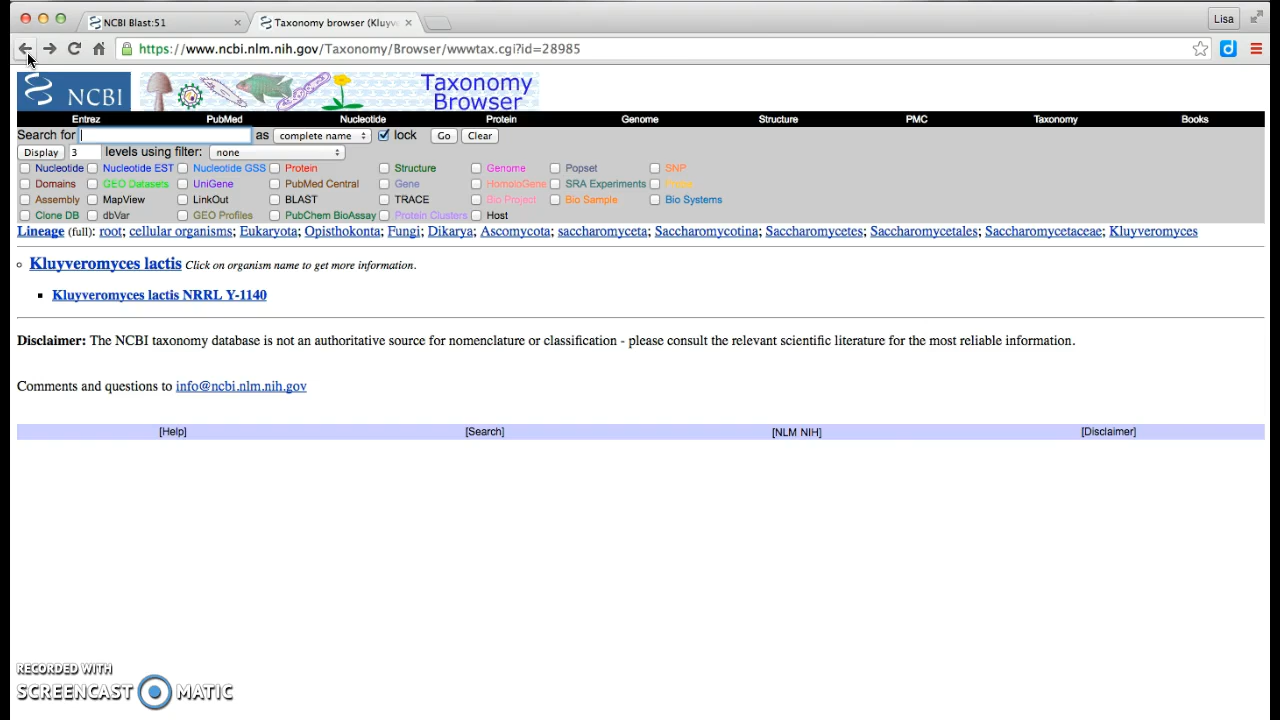 NCBI Blast:51
Taxonomy browser (Kluyve
Lisa
https://www.ncbi.nlm.nih.gov/Taxonomy/Browser/wwwtax.cgi?id=28985
NCBI
Taxonomy
Browser
Entrez PubMed Nucleotide Protein Genome Structure PMC Taxonomy Books
Search for as complete name lock Go Clear
Display 3 levels using filter: none
Nucleotide Nucleotide EST Nucleotide GSS Protein Structure Genome Popset SNP
Domains GEO Datasets UniGene PubMed Central Gene HomoloGene SRA Experiments
Assembly MapView LinkOut BLAST TRACE Bio Project Bio Sample Bio Systems
Clone DB dbVar GEO Profiles PubChem BioAssay Protein Clusters Host
Lineage (full): root; cellular organisms; Eukaryota; Opisthokonta; Fungi; Dikarya; Ascomycota; saccharomyceta; Saccharomycotina; Saccharomycetes; Saccharomycetales; Saccharomycetaceae; Kluyveromyces
Kluyveromyces lactis Click on organism name to get more information.
Kluyveromyces lactis NRRL Y-1140
Disclaimer: The NCBI taxonomy database is not an authoritative source for nomenclature or classification - please consult the relevant scientific literature for the most reliable information.
Comments and questions to info@ncbi.nlm.nih.gov
[Help] [Search] [NLM NIH] [Disclaimer]
RECORDED WITH
SCREENCAST MATIC